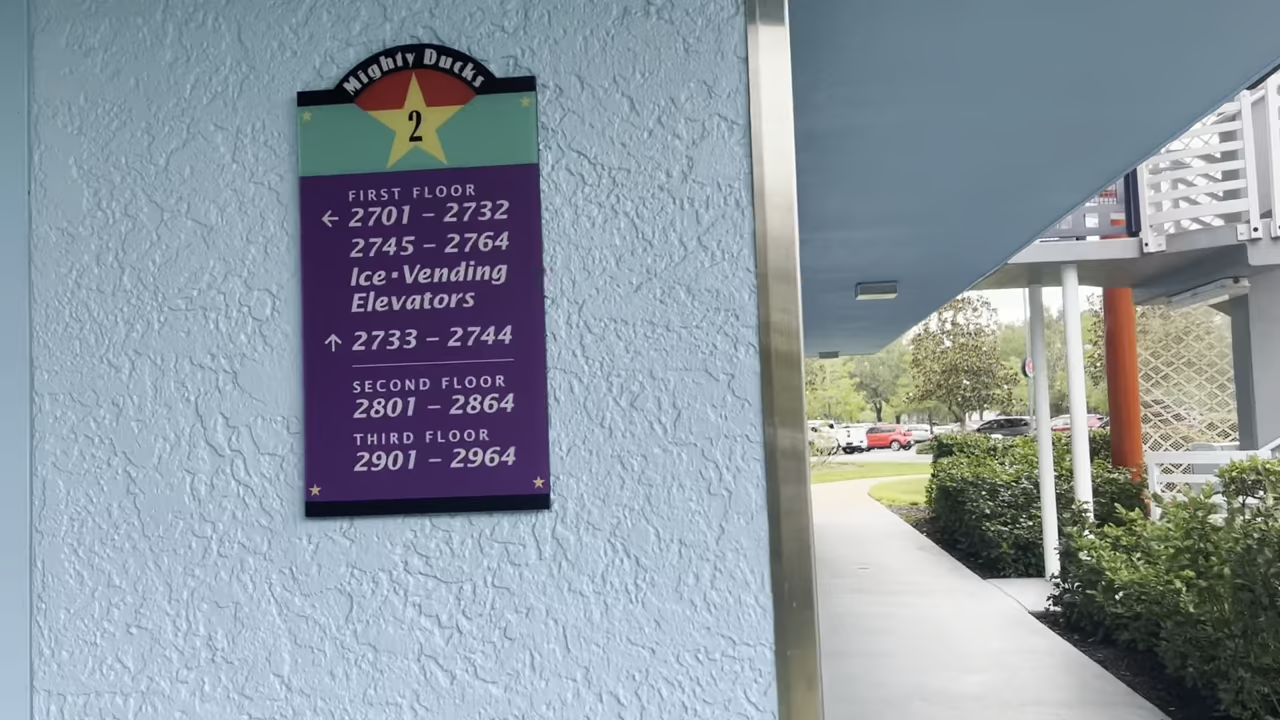 Mighty Ducks
2
FIRST FLOOR
← 2701 – 2732
2745 – 2764
Ice▪Vending
Elevators
↑ 2733 – 2744
SECOND FLOOR
2801 – 2864
THIRD FLOOR
2901 – 2964